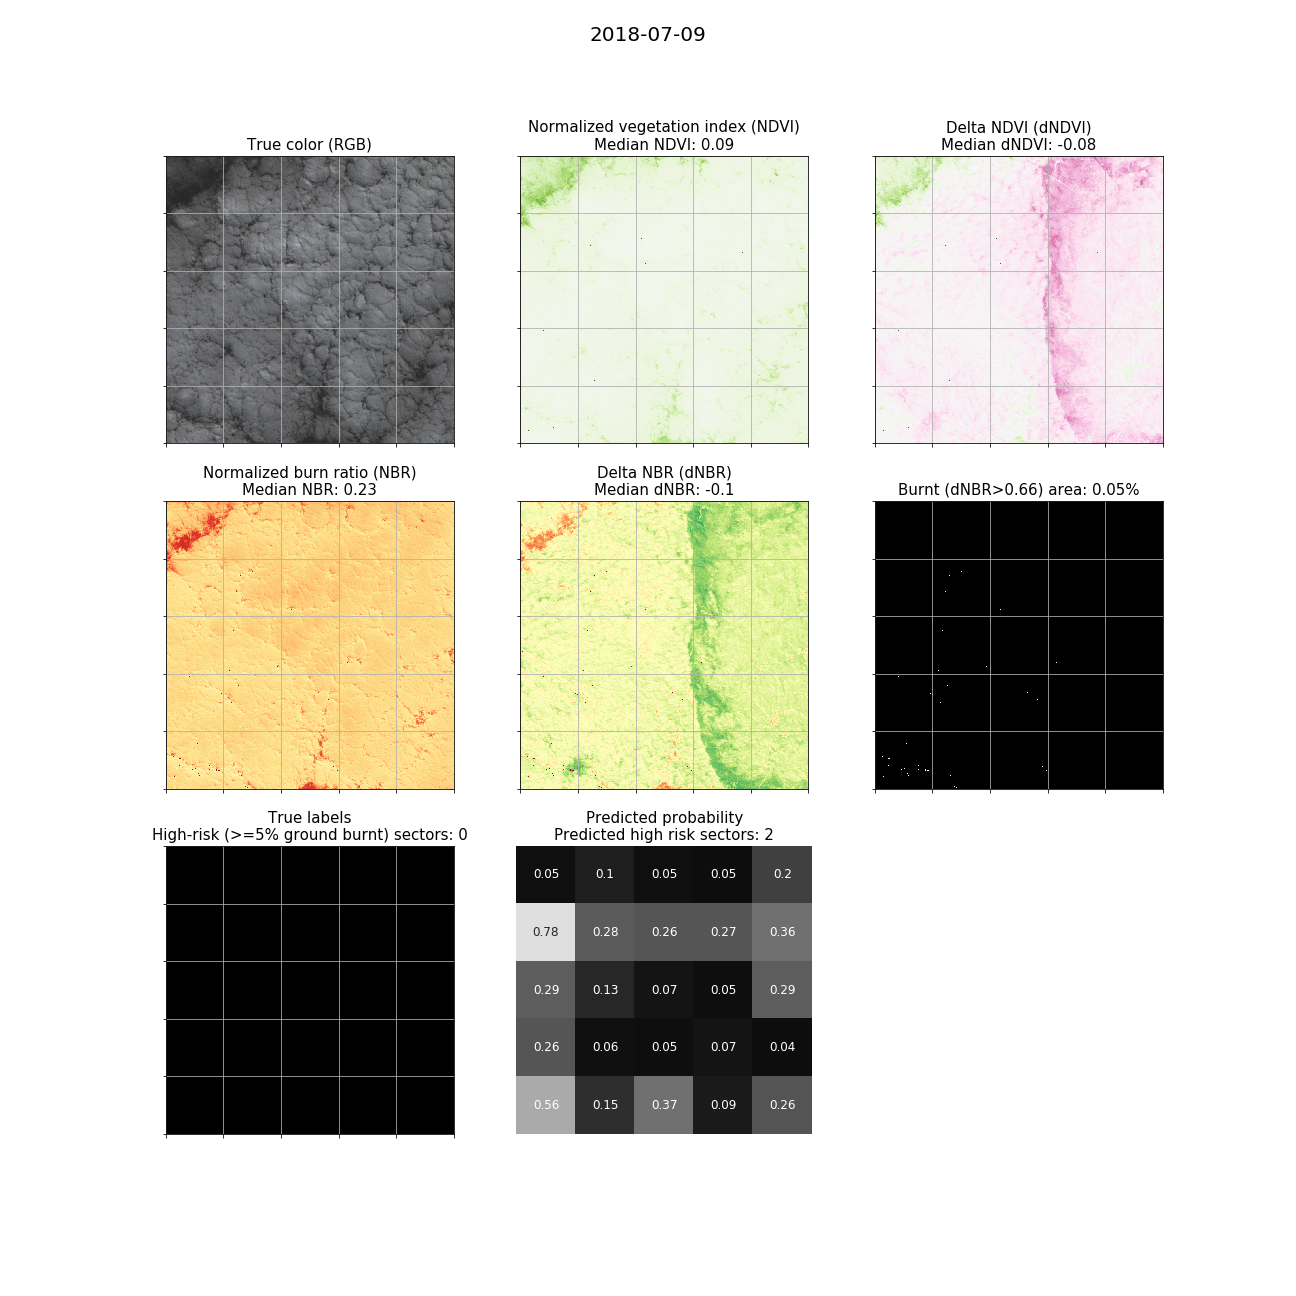 2018-07-09
True color (RGB)
Normalized vegetation index (NDVI)
Median NDVI: 0.09
Delta NDVI (dNDVI)
Median dNDVI: -0.08
Normalized burn ratio (NBR)
Median NBR: 0.23
Delta NBR (dNBR)
Median dNBR: -0.1
Burnt (dNBR>0.66) area: 0.05%
True labels
High-risk (>=5% ground burnt) sectors: 0
Predicted probability
Predicted high risk sectors: 2
0.05 0.1 0.05 0.05 0.2
0.78 0.28 0.26 0.27 0.36
0.29 0.13 0.07 0.05 0.29
0.26 0.06 0.05 0.07 0.04
0.56 0.15 0.37 0.09 0.26